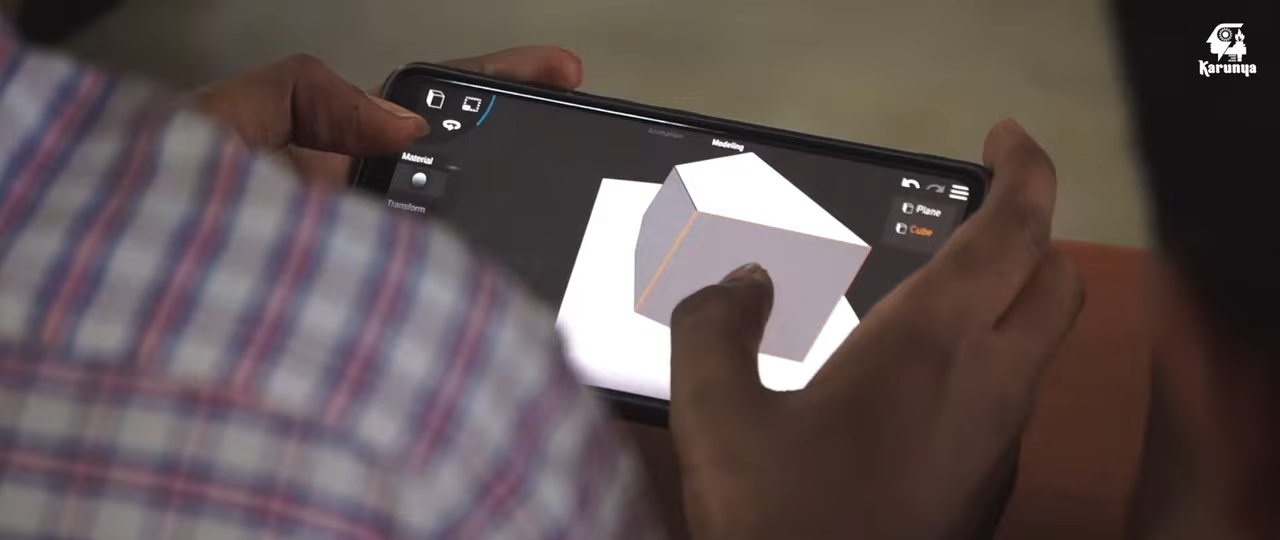 Karunya
Animation
Modeling
Material
Transform
Plane
Cube